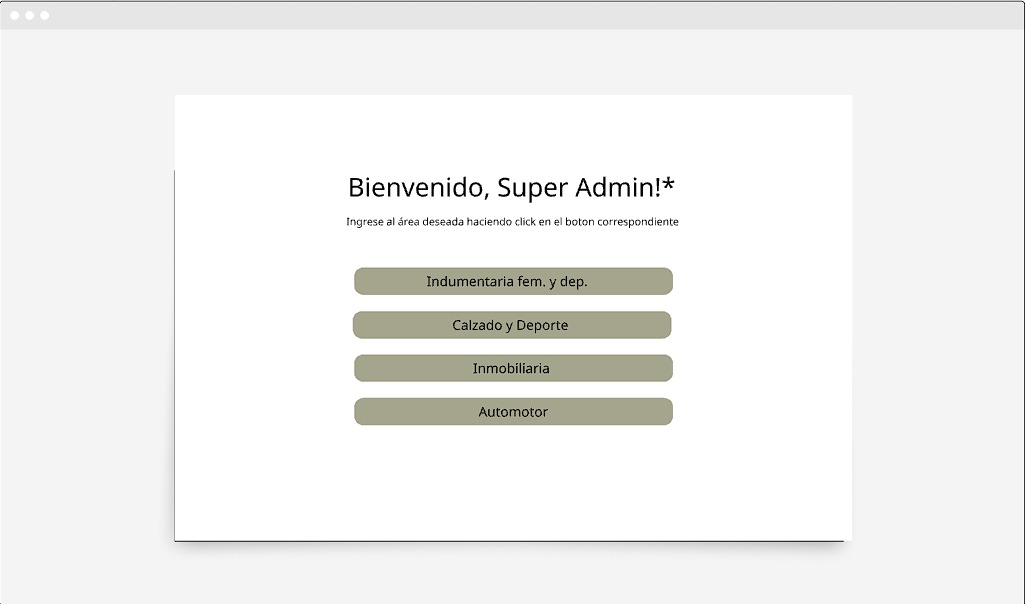 Bienvenido, Super Admin!*
Ingrese al área deseada haciendo click en el boton correspondiente
Indumentaria fem. y dep.
Calzado y Deporte
Inmobiliaria
Automotor